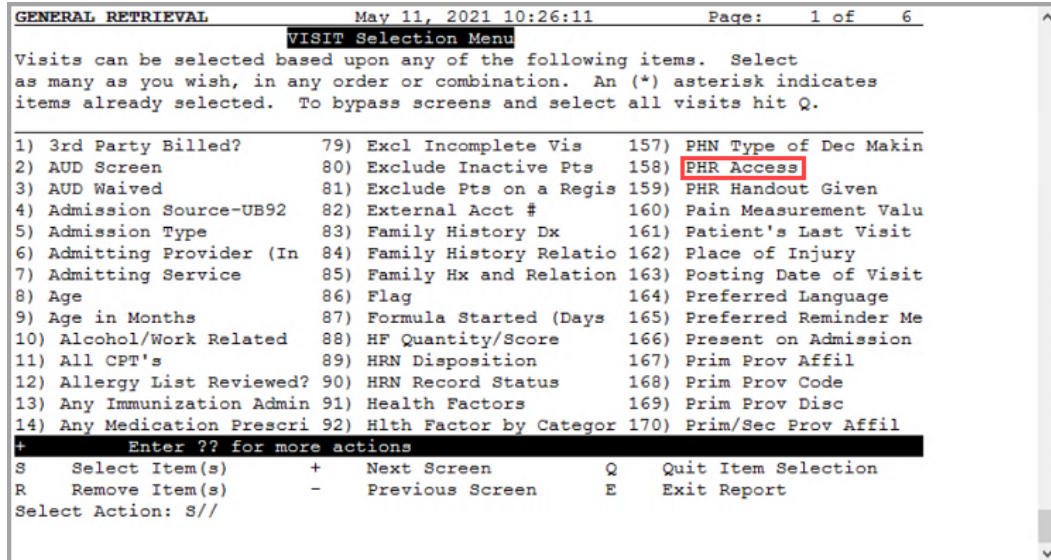 GENERAL RETRIEVAL May 11, 2021 10:26:11 Page: 1 of 6
VISIT Selection Menu
Visits can be selected based upon any of the following items. Select
as many as you wish, in any order or combination. An (*) asterisk indicates
items already selected. To bypass screens and select all visits hit Q.
1) 3rd Party Billed? 79) Excl Incomplete Vis 157) PHN Type of Dec Makin
2) AUD Screen 80) Exclude Inactive Pts 158) PHR Access
3) AUD Waived 81) Exclude Pts on a Regis 159) PHR Handout Given
4) Admission Source-UB92 82) External Acct # 160) Pain Measurement Valu
5) Admission Type 83) Family History Dx 161) Patient's Last Visit
6) Admitting Provider (In 84) Family History Relatio 162) Place of Injury
7) Admitting Service 85) Family Hx and Relation 163) Posting Date of Visit
8) Age 86) Flag 164) Preferred Language
9) Age in Months 87) Formula Started (Days 165) Preferred Reminder Me
10) Alcohol/Work Related 88) HF Quantity/Score 166) Present on Admission
11) All CPT's 89) HRN Disposition 167) Prim Prov Affil
12) Allergy List Reviewed? 90) HRN Record Status 168) Prim Prov Code
13) Any Immunization Admin 91) Health Factors 169) Prim Prov Disc
14) Any Medication Prescri 92) Hlth Factor by Categor 170) Prim/Sec Prov Affil
+ Enter ?? for more actions
S Select Item(s) + Next Screen Q Quit Item Selection
R Remove Item(s) - Previous Screen E Exit Report
Select Action: S//